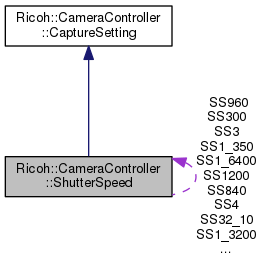 Ricoh::CameraController
::CaptureSetting
Ricoh::CameraController
::ShutterSpeed
SS960
SS300
SS3
SS1_350
SS1_6400
SS1200
SS840
SS4
SS32_10
SS1_3200
...